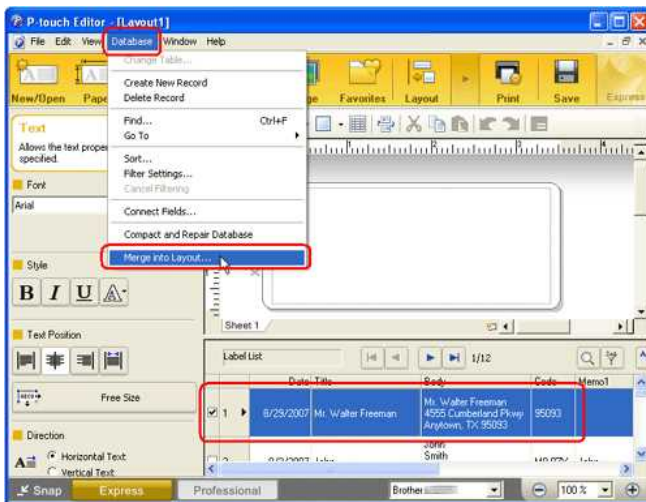 P-touch Editor - [Layout1]
File Edit View Database Window Help
Change Table...
Create New Record
Delete Record
Find... Ctrl+F
Go To
Sort...
Filter Settings...
Cancel Filtering
Connect Fields...
Compact and Repair Database
Merge into Layout...
New/Open Pape ge Favorites Layout Print Save Express
Text
Allows the text proper
specified.
Font
Arial
Style
B I U A
Text Position
Free Size
Direction
A Horizontal Text
Vertical Text
Sheet 1
Label List 1/12
Date Title Body Code Memo1
1 8/29/2007 Mr. Walter Freeman Mr. Walter Freeman
4555 Cumberland Pkwy
Anytown, TX 95093 95093
John
Smith
Snap Express Professional Brother 100 %